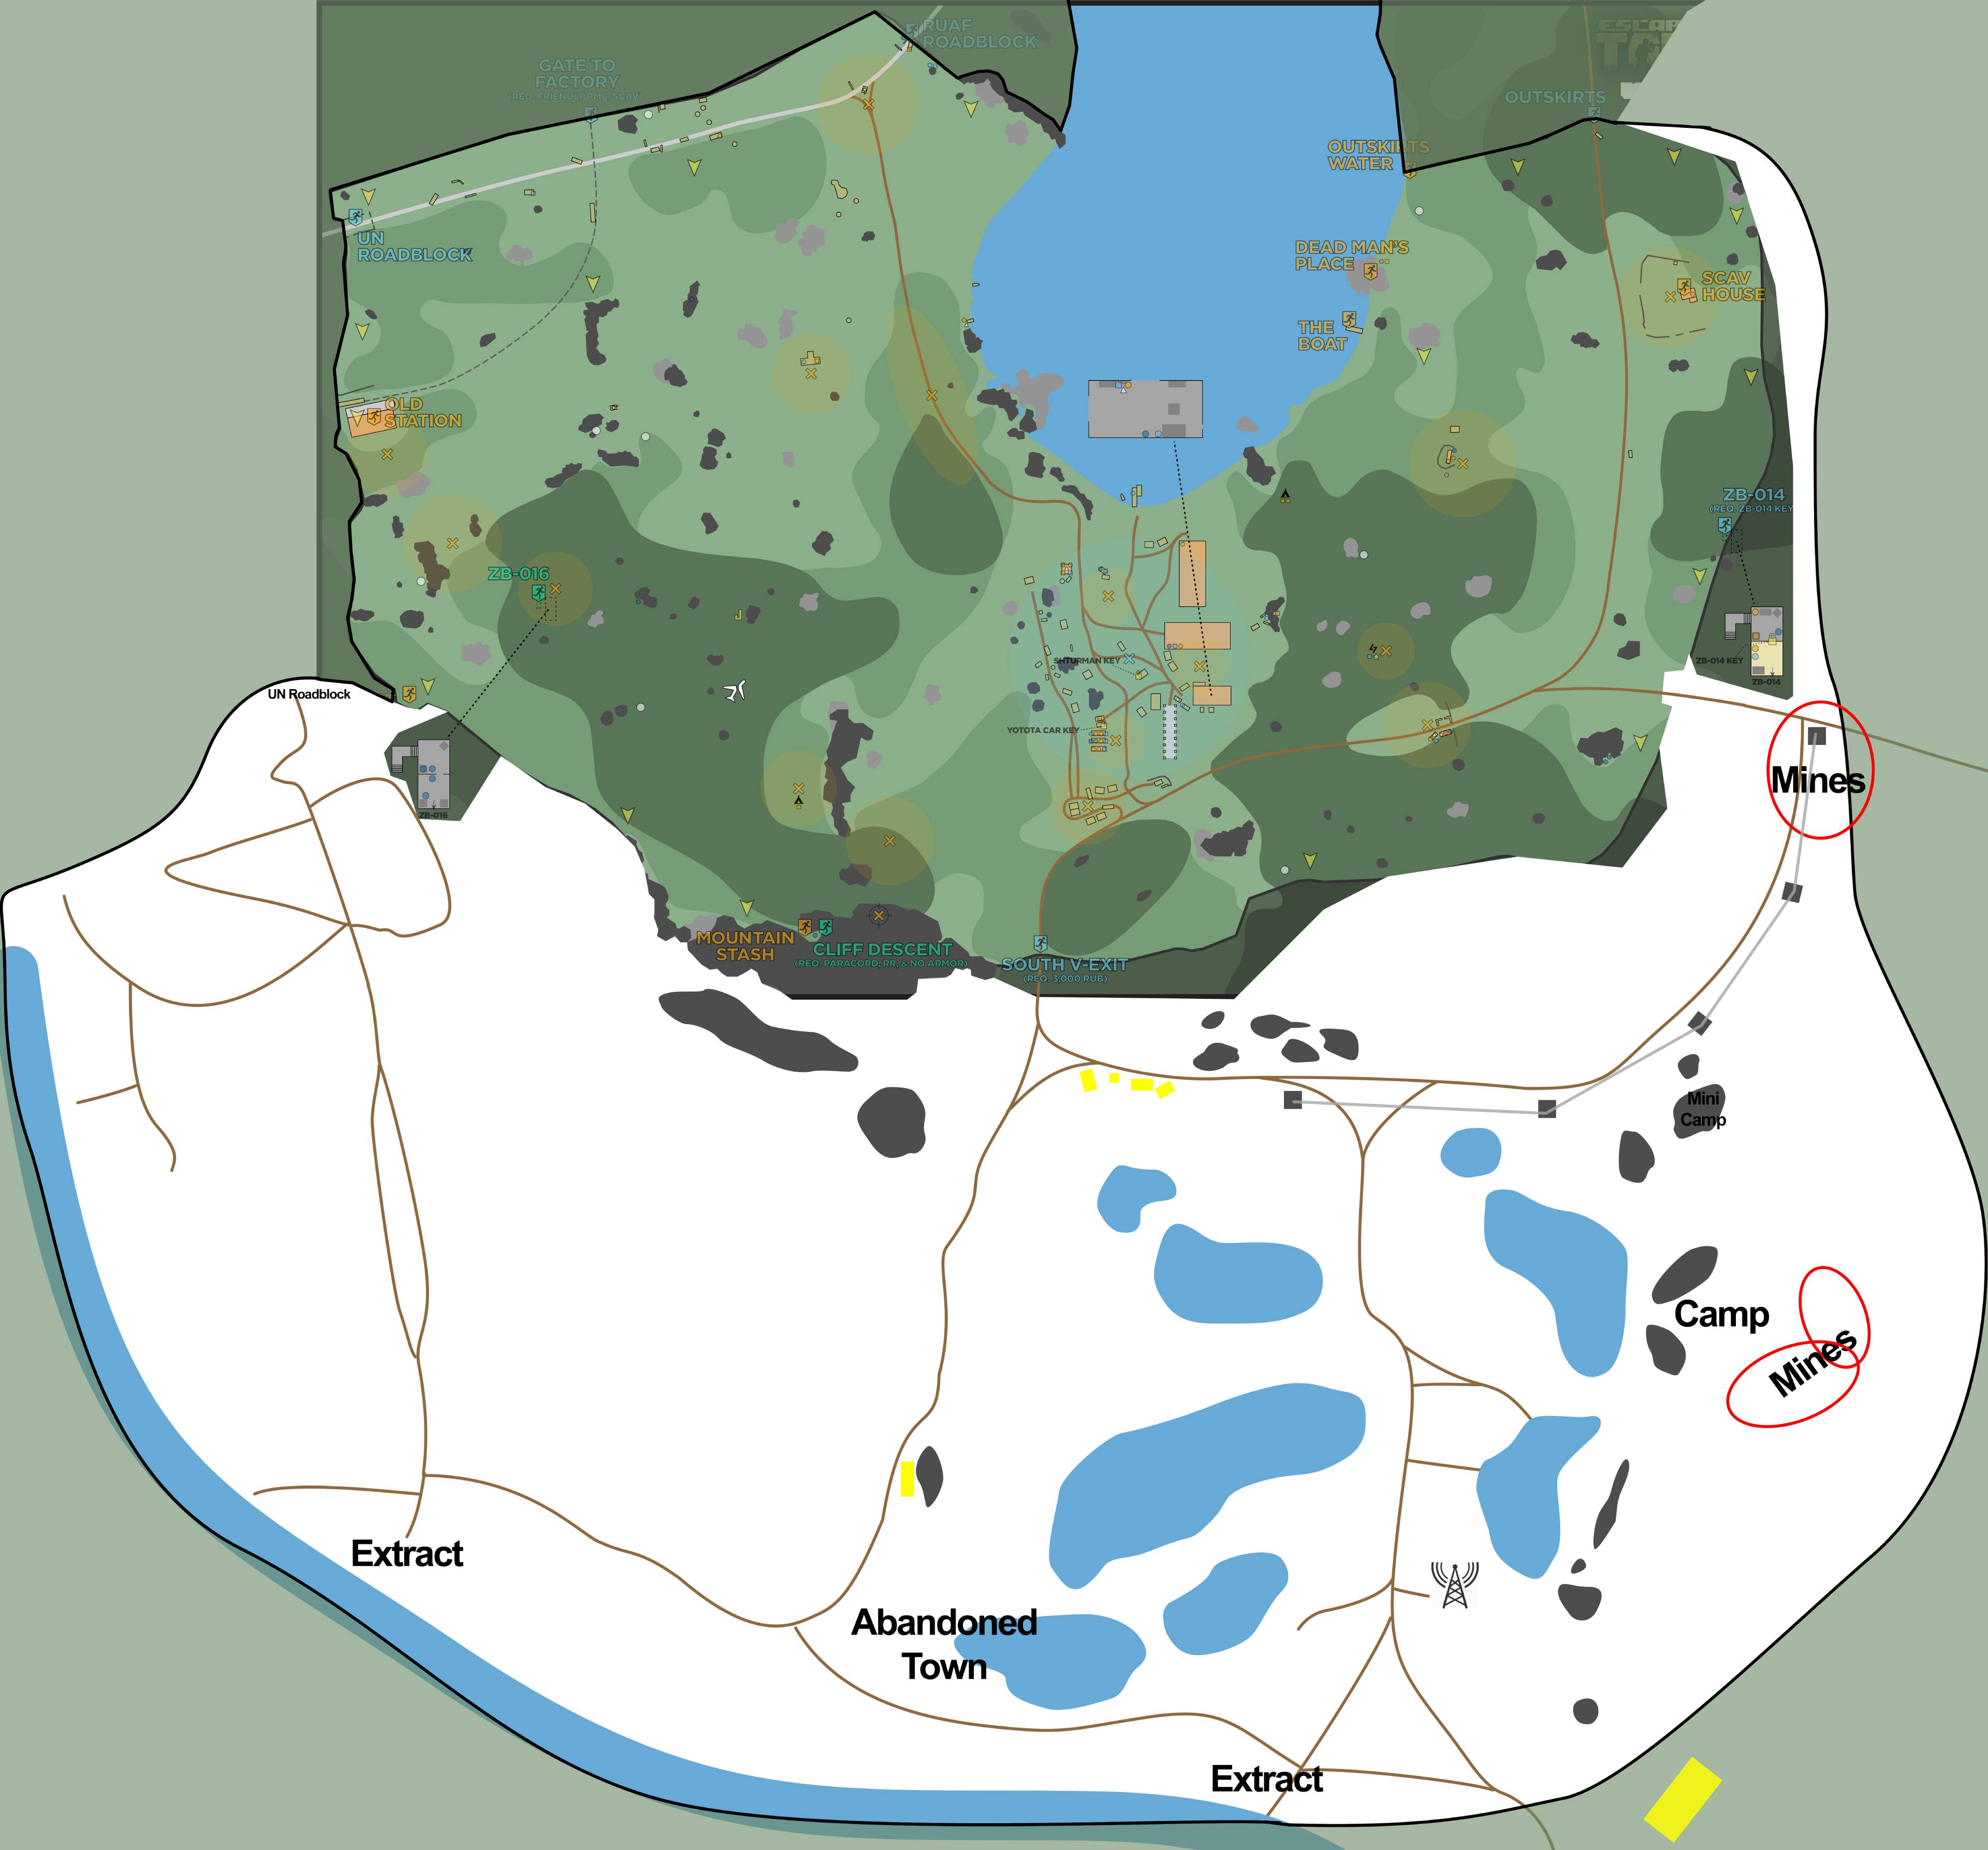 RUAF
ROADBLOCK
ESCAP
GATE TO
FACTORY
(REQ. FRIENDLY PMC, SCAV)
OUTSKIRTS
OUTSKIRTS
WATER
UN
ROADBLOCK
DEAD MAN'S
PLACE
SCAV
HOUSE
THE
BOAT
OLD
STATION
ZB-014
(REQ. ZB-014 KEY
ZB-016
SHTURMAN KEY
ZB-014 KEY
ZB-014
UN Roadblock
YOTOTA CAR KEY
Mines
ZB-016
MOUNTAIN
STASH
CLIFF DESCENT
(REQ. PARACORD, RR, & NO ARMOR)
SOUTH V-EXIT
(REQ. 3,000 RUB)
Mini
Camp
Camp
Mines
Extract
Abandoned
Town
Extract